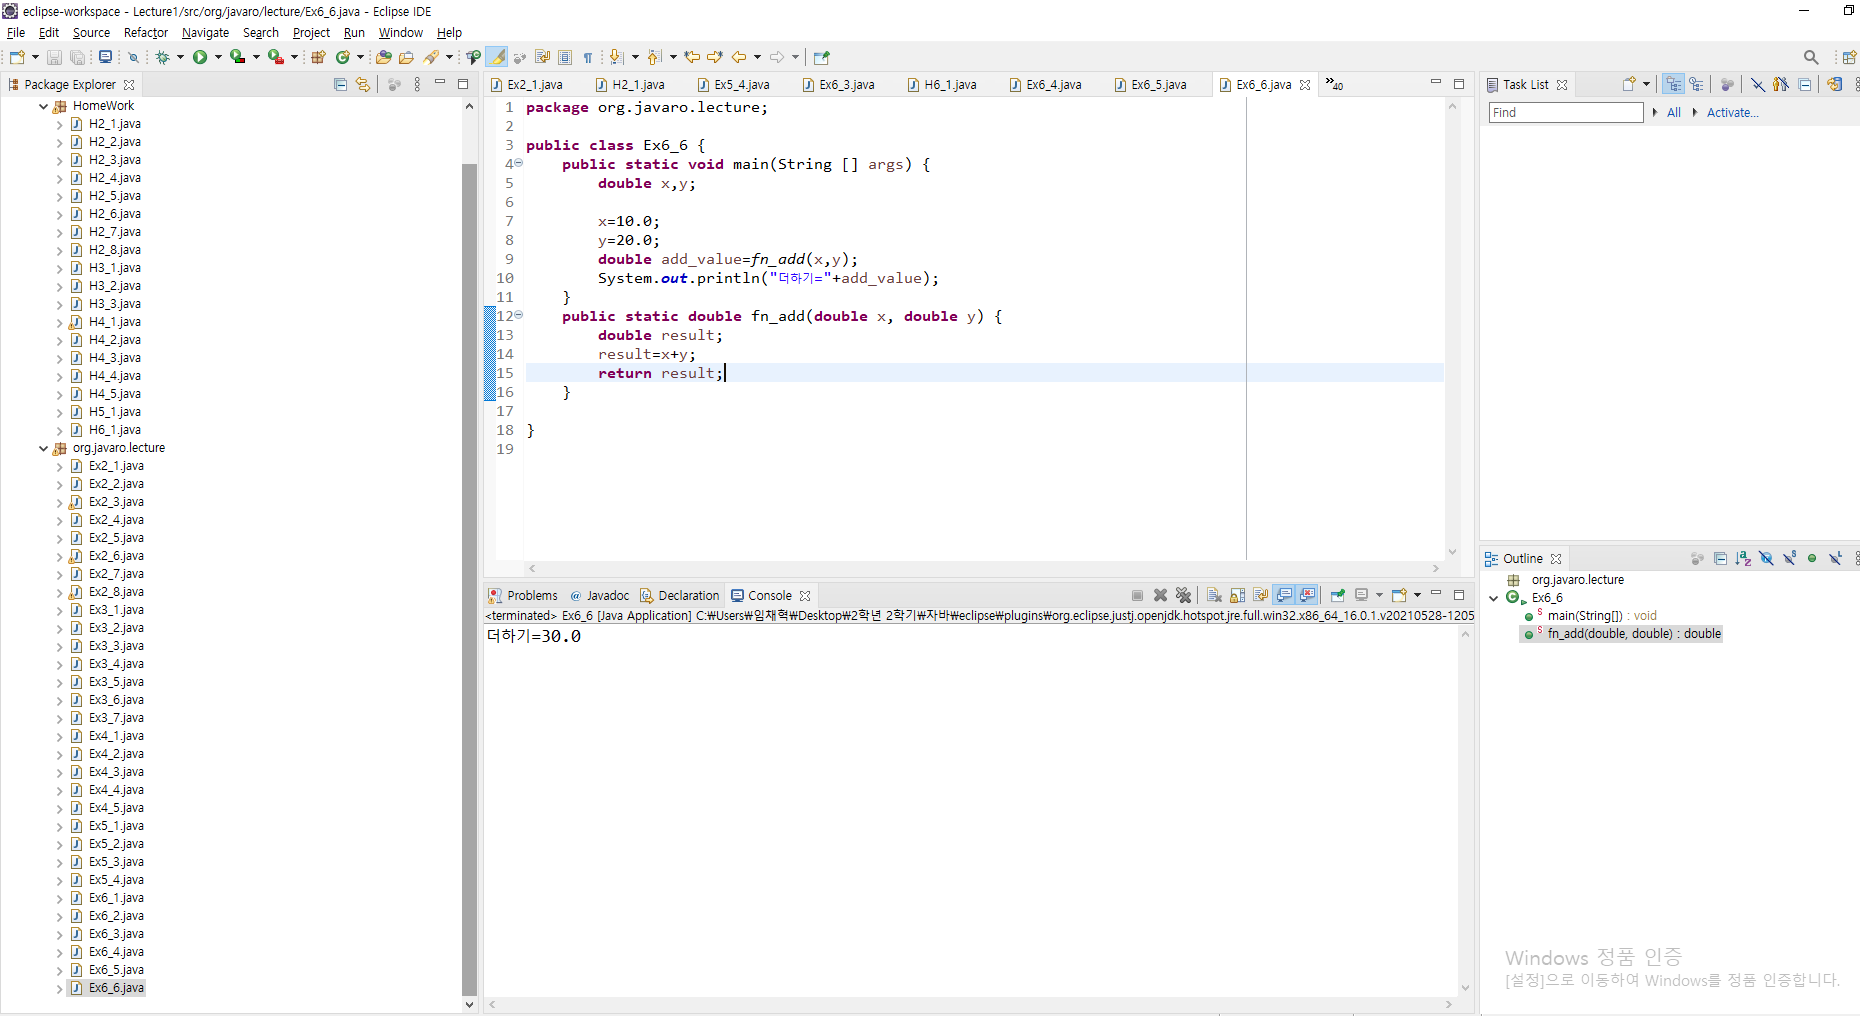 eclipse-workspace - Lecture1/src/org/javaro/lecture/Ex6_6.java - Eclipse IDE
File Edit Source Refactor Navigate Search Project Run Window Help
Package Explorer
HomeWork
H2_1.java
H2_2.java
H2_3.java
H2_4.java
H2_5.java
H2_6.java
H2_7.java
H2_8.java
H3_1.java
H3_2.java
H3_3.java
H4_1.java
H4_2.java
H4_3.java
H4_4.java
H4_5.java
H5_1.java
H6_1.java
org.javaro.lecture
Ex2_1.java
Ex2_2.java
Ex2_3.java
Ex2_4.java
Ex2_5.java
Ex2_6.java
Ex2_7.java
Ex2_8.java
Ex3_1.java
Ex3_2.java
Ex3_3.java
Ex3_4.java
Ex3_5.java
Ex3_6.java
Ex3_7.java
Ex4_1.java
Ex4_2.java
Ex4_3.java
Ex4_4.java
Ex4_5.java
Ex5_1.java
Ex5_2.java
Ex5_3.java
Ex5_4.java
Ex6_1.java
Ex6_2.java
Ex6_3.java
Ex6_4.java
Ex6_5.java
Ex6_6.java
Ex2_1.java H2_1.java Ex5_4.java Ex6_3.java H6_1.java Ex6_4.java Ex6_5.java Ex6_6.java »40
1 package org.javaro.lecture;
2
3 public class Ex6_6 {
4 public static void main(String [] args) {
5 double x,y;
6
7 x=10.0;
8 y=20.0;
9 double add_value=fn_add(x,y);
10 System.out.println("더하기="+add_value);
11 }
12 public static double fn_add(double x, double y) {
13 double result;
14 result=x+y;
15 return result;
16 }
17
18 }
19
Problems @ Javadoc Declaration Console
<terminated> Ex6_6 [Java Application] C:₩Users₩임재혁₩Desktop₩2학년 2학기₩자바₩eclipse₩plugins₩org.eclipse.justj.openjdk.hotspot.jre.full.win32.x86_64_16.0.1.v20210528-1205
더하기=30.0
Task List
Find All Activate...
Outline
org.javaro.lecture
Ex6_6
main(String[]) : void
fn_add(double, double) : double
Windows 정품 인증
[설정]으로 이동하여 Windows를 정품 인증합니다.